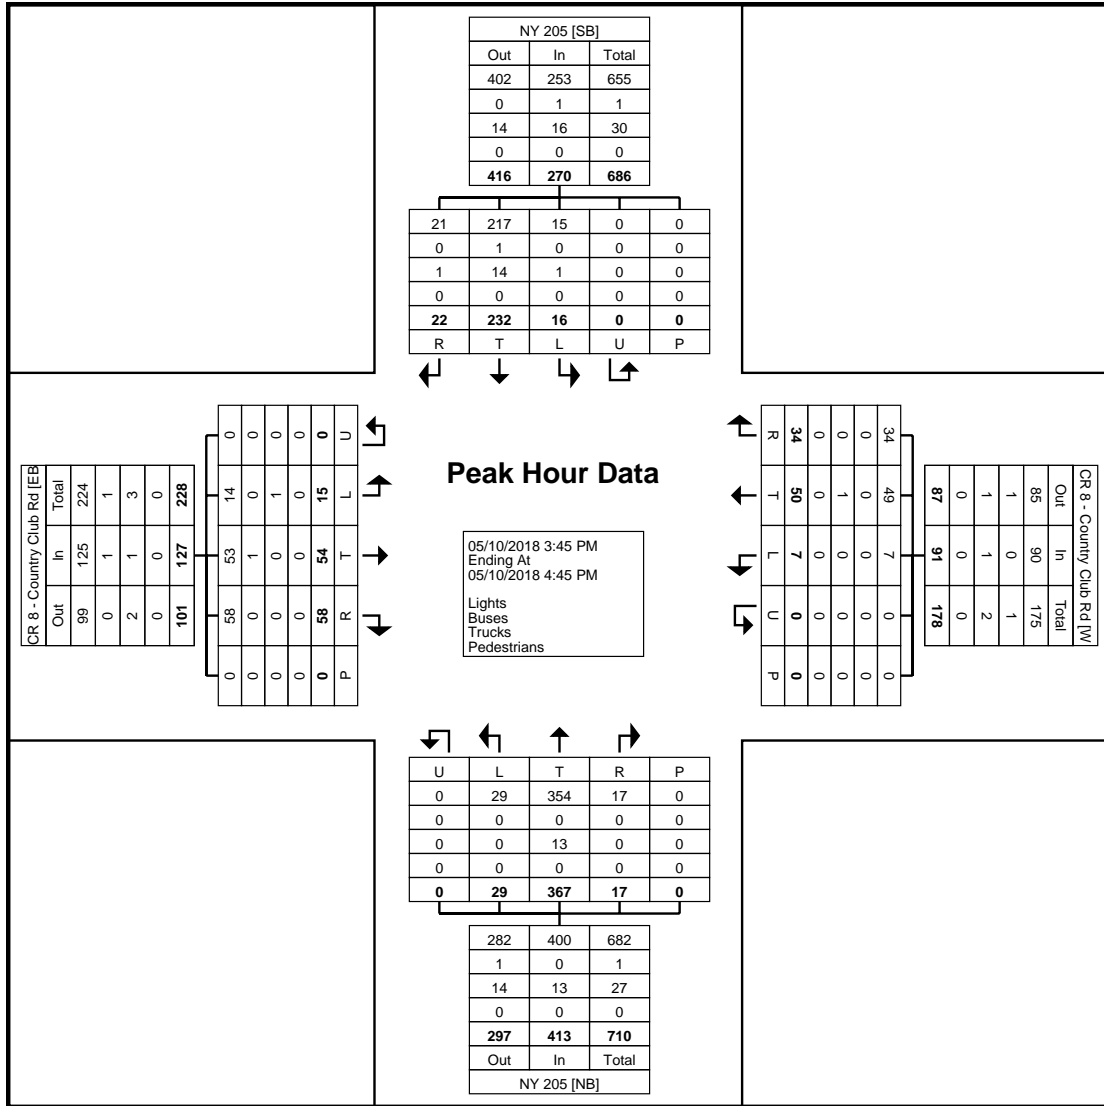 NY 205 [SB]
Out In Total
402 253 655
0 1 1
14 16 30
0 0 0
416 270 686
21 217 15 0 0
0 1 0 0 0
1 14 1 0 0
0 0 0 0 0
22 232 16 0 0
R T L U P
CR 8 - Country Club Rd [EB
Total In Out
224 125 99
1 1 0
3 1 2
0 0 0
228 127 101
0 14 53 58 0
0 0 1 0 0
0 1 0 0 0
0 0 0 0 0
0 15 54 58 0
U L T R P
Peak Hour Data
05/10/2018 3:45 PM
Ending At
05/10/2018 4:45 PM
Lights
Buses
Trucks
Pedestrians
R T L U P
34 50 7 0 0
0 0 0 0 0
0 1 0 0 0
0 0 0 0 0
34 49 7 0 0
CR 8 - Country Club Rd [W
Out In Total
85 90 175
1 0 1
1 1 2
0 0 0
87 91 178
U L T R P
0 29 354 17 0
0 0 0 0 0
0 0 13 0 0
0 0 0 0 0
0 29 367 17 0
282 400 682
1 0 1
14 13 27
0 0 0
297 413 710
Out In Total
NY 205 [NB]